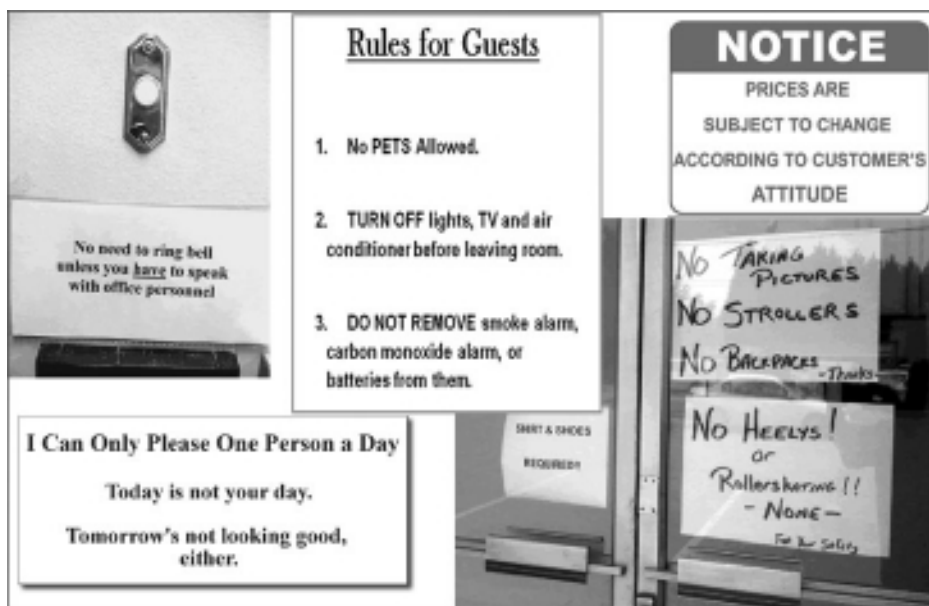 No need to ring bell
unless you have to speak
with office personnel
Rules for Guests
1. No PETS Allowed.
2. TURN OFF lights, TV and air
conditioner before leaving room.
3. DO NOT REMOVE smoke alarm,
carbon monoxide alarm, or
batteries from them.
NOTICE
PRICES ARE
SUBJECT TO CHANGE
ACCORDING TO CUSTOMER'S
ATTITUDE
I Can Only Please One Person a Day
Today is not your day.
Tomorrow's not looking good,
either.
SHIRT & SHOES
REQUIRED!!
NO TAKING
PICTURES
NO STROLLERS
NO BACKPACKS
-Thanks-
NO HEELYS!
or
Rollerskating!!
- NONE -
For Your Safety